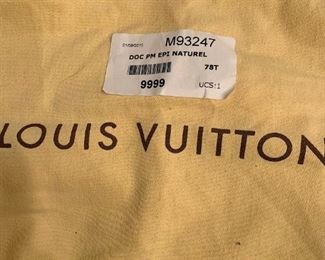 M93247
DOC PM EPI NATUREL
78T
9999
UCS:1
LOUIS VUITTON